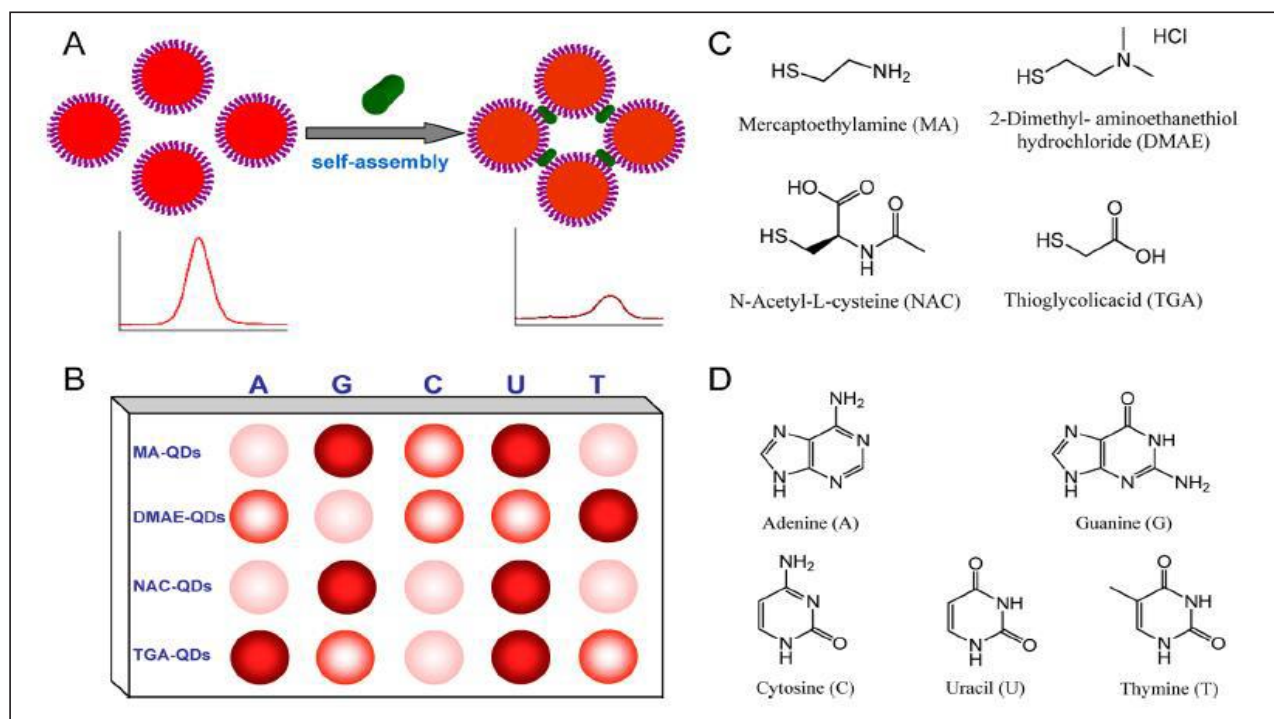 A
self-assembly
B
A G C U T
MA-QDs
DMAE-QDs
NAC-QDs
TGA-QDs
C
HS
NH₂
Mercaptoethylamine (MA)
HCl
HS
N
2-Dimethyl- aminoethanethiol
hydrochloride (DMAE)
HO
O
O
HS
N
H
N-Acetyl-L-cysteine (NAC)
O
HS
OH
Thioglycolicacid (TGA)
D
NH₂
N
N
N
H
N
Adenine (A)
O
N
NH
N
H
N
NH₂
Guanine (G)
NH₂
N
N
H
O
Cytosine (C)
O
NH
N
H
O
Uracil (U)
O
NH
N
H
O
Thymine (T)